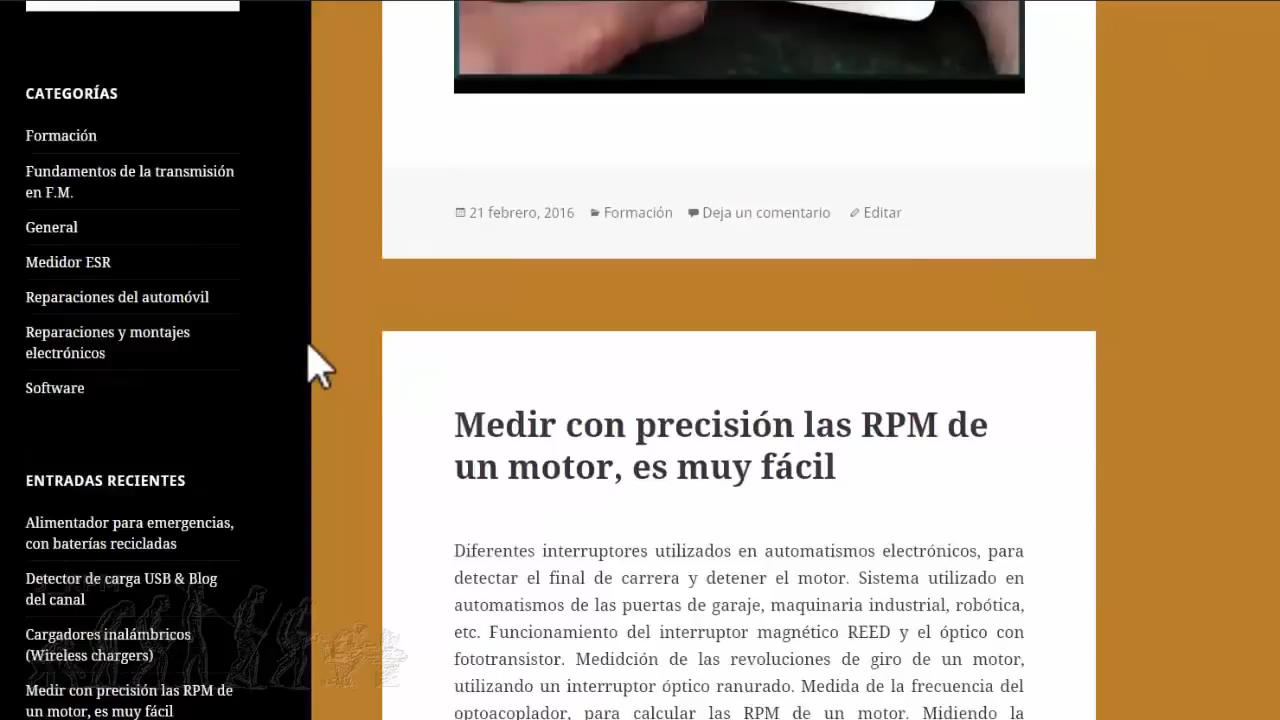 CATEGORÍAS
Formación
Fundamentos de la transmisión
en F.M.
General
Medidor ESR
Reparaciones del automóvil
Reparaciones y montajes
electrónicos
Software
ENTRADAS RECIENTES
Alimentador para emergencias,
con baterías recicladas
Detector de carga USB & Blog
del canal
Cargadores inalámbricos
(Wireless chargers)
Medir con precisión las RPM de
un motor, es muy fácil
21 febrero, 2016 Formación Deja un comentario Editar
Medir con precisión las RPM de
un motor, es muy fácil
Diferentes interruptores utilizados en automatismos electrónicos, para
detectar el final de carrera y detener el motor. Sistema utilizado en
automatismos de las puertas de garaje, maquinaria industrial, robótica,
etc. Funcionamiento del interruptor magnético REED y el óptico con
fototransistor. Medidción de las revoluciones de giro de un motor,
utilizando un interruptor óptico ranurado. Medida de la frecuencia del
optoacoplador, para calcular las RPM de un motor. Midiendo la